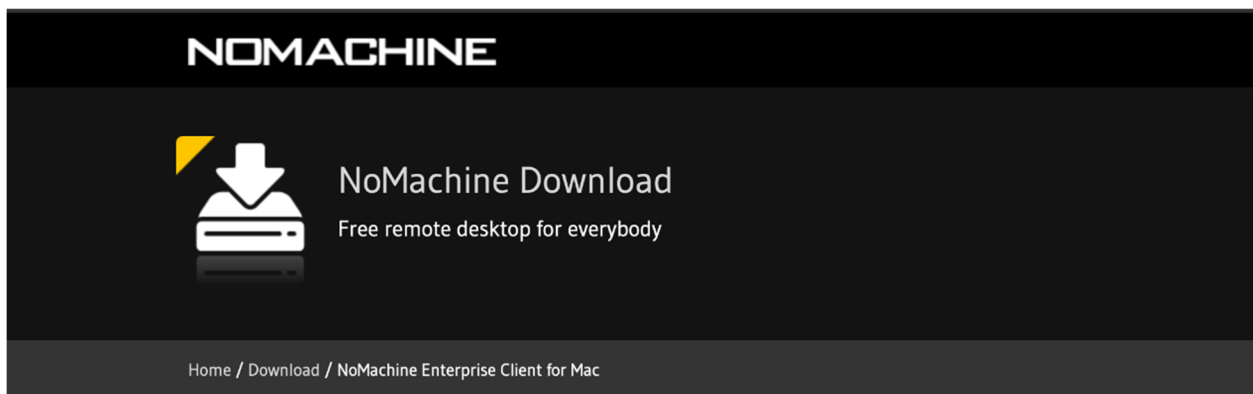 NOMACHINE
NoMachine Download
Free remote desktop for everybody
Home / Download / NoMachine Enterprise Client for Mac